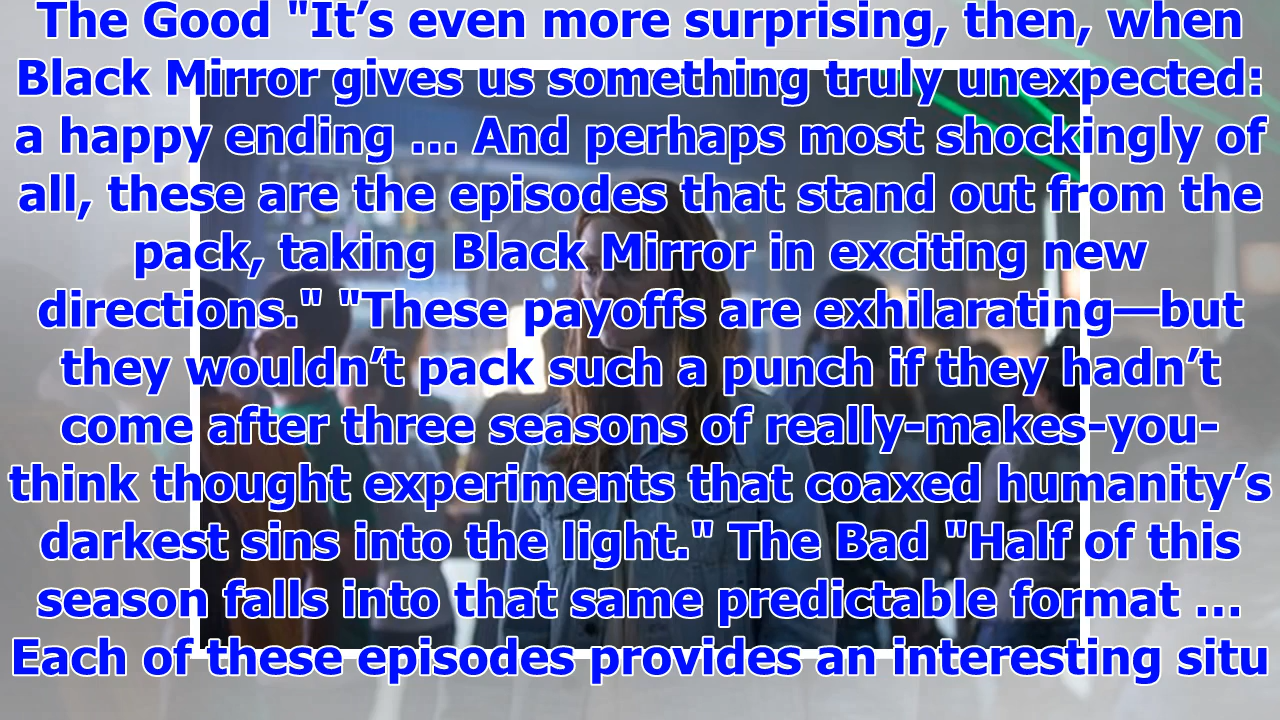 The Good "It’s even more surprising, then, when
Black Mirror gives us something truly unexpected:
a happy ending ... And perhaps most shockingly of
all, these are the episodes that stand out from the
pack, taking Black Mirror in exciting new
directions." "These payoffs are exhilarating—but
they wouldn’t pack such a punch if they hadn’t
come after three seasons of really-makes-you-
think thought experiments that coaxed humanity’s
darkest sins into the light." The Bad "Half of this
season falls into that same predictable format ...
Each of these episodes provides an interesting situ